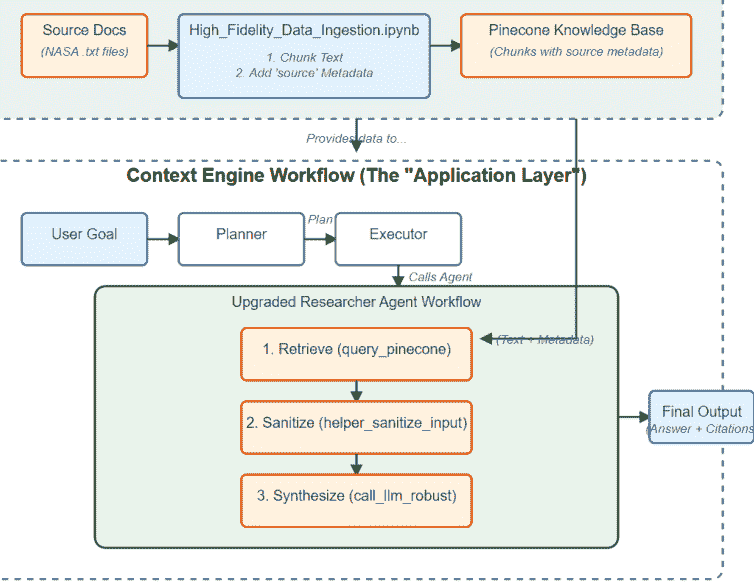 Source Docs
(NASA .txt files)
High_Fidelity_Data_Ingestion.ipynb
1. Chunk Text
2. Add 'source' Metadata
Pinecone Knowledge Base
(Chunks with source metadata)
Provides data to...
Context Engine Workflow (The "Application Layer")
User Goal
Planner
Plan
Executor
Calls Agent
Upgraded Researcher Agent Workflow
1. Retrieve (query_pinecone)
(Text + Metadata)
2. Sanitize (helper_sanitize_input)
3. Synthesize (call_llm_robust)
Final Output
(Answer + Citations)